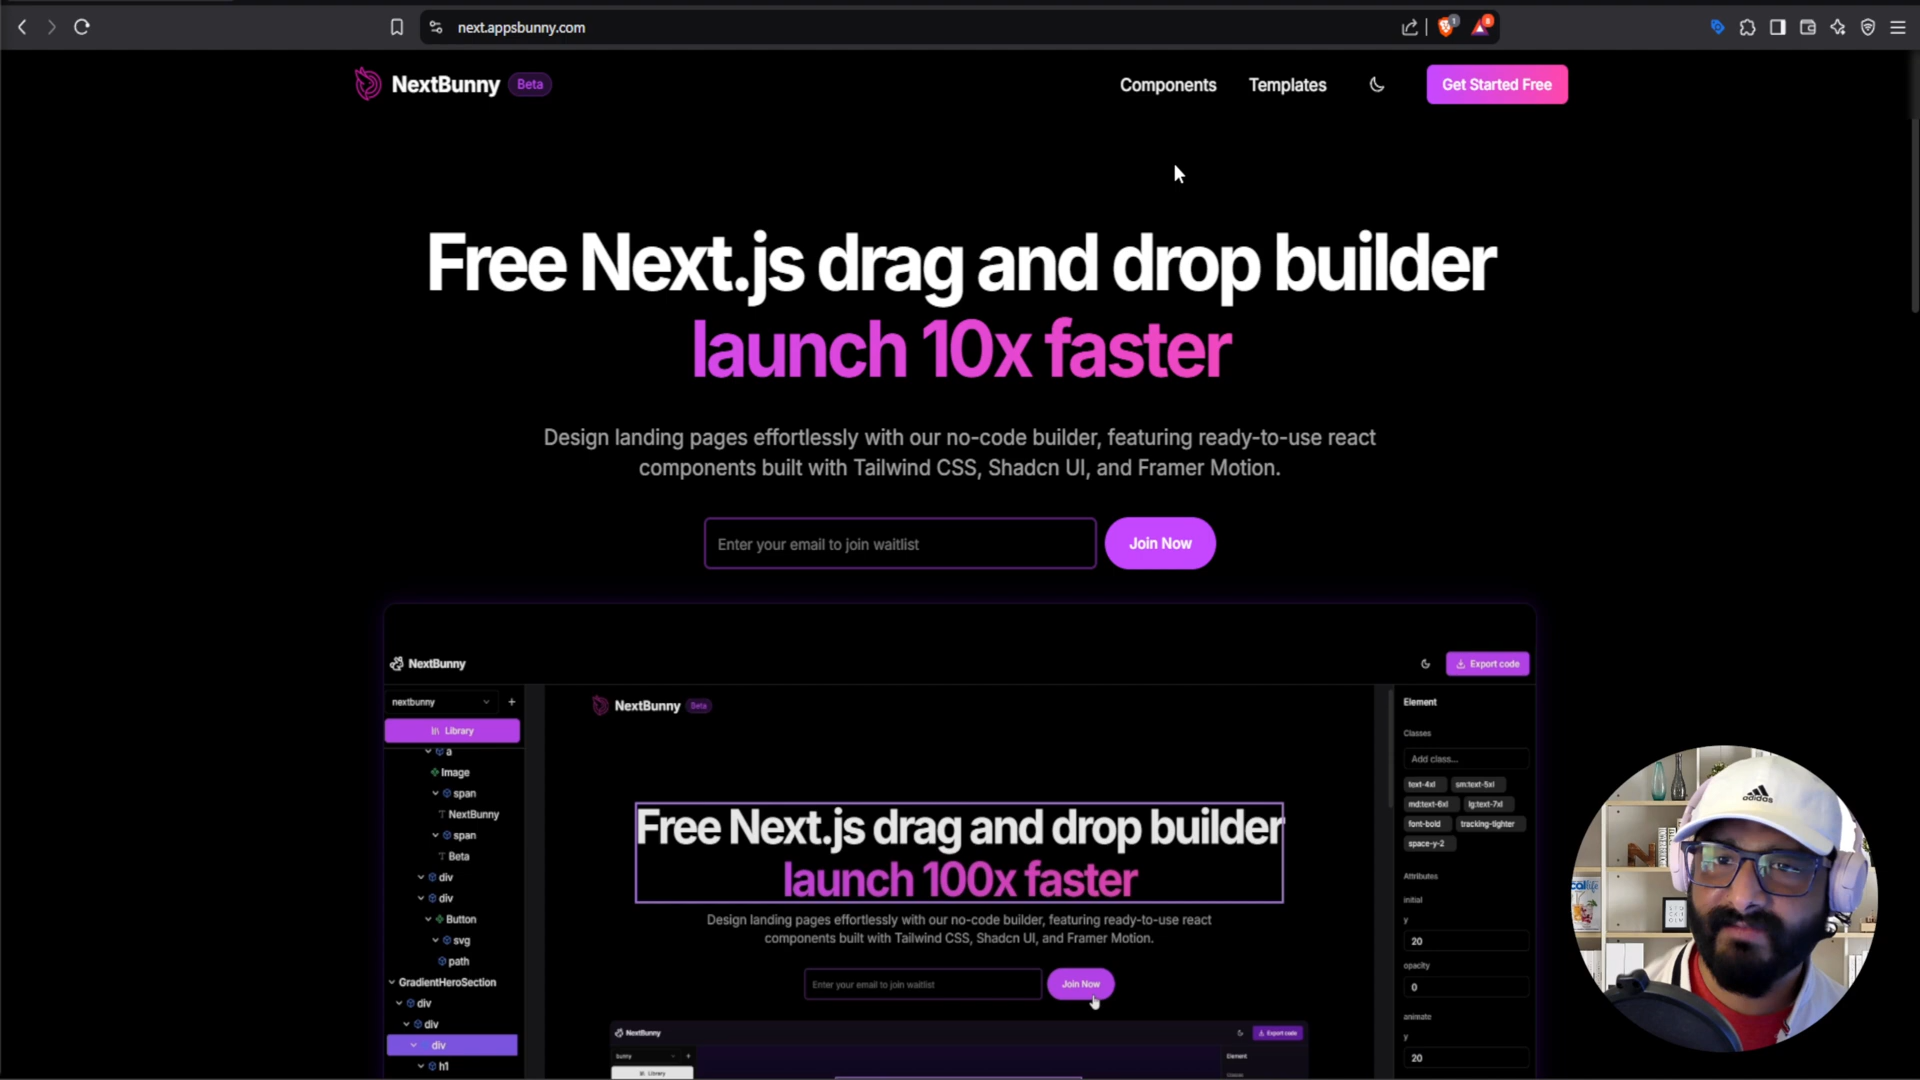 next.appsbunny.com
1
8
NextBunny Beta
Components
Templates
Get Started Free
Free Next.js drag and drop builder
launch 10x faster
Design landing pages effortlessly with our no-code builder, featuring ready-to-use react
components built with Tailwind CSS, Shadcn UI, and Framer Motion.
Enter your email to join waitlist
Join Now
NextBunny
Export code
nextbunny
+
Library
a
Image
span
NextBunny
span
Beta
div
div
Button
svg
path
GradientHeroSection
div
div
div
h1
NextBunny Beta
Free Next.js drag and drop builder
launch 100x faster
Design landing pages effortlessly with our no-code builder, featuring ready-to-use react
components built with Tailwind CSS, Shadcn UI, and Framer Motion.
Enter your email to join waitlist
Join Now
NextBunny
Export code
bunny
+
Library
Element
Element
Classes
Add class...
text-4xl
sm:text-5xl
md:text-6xl
lg:text-7xl
font-bold
tracking-tighter
space-y-2
Attributes
initial
y
20
opacity
0
animate
y
20
adidas